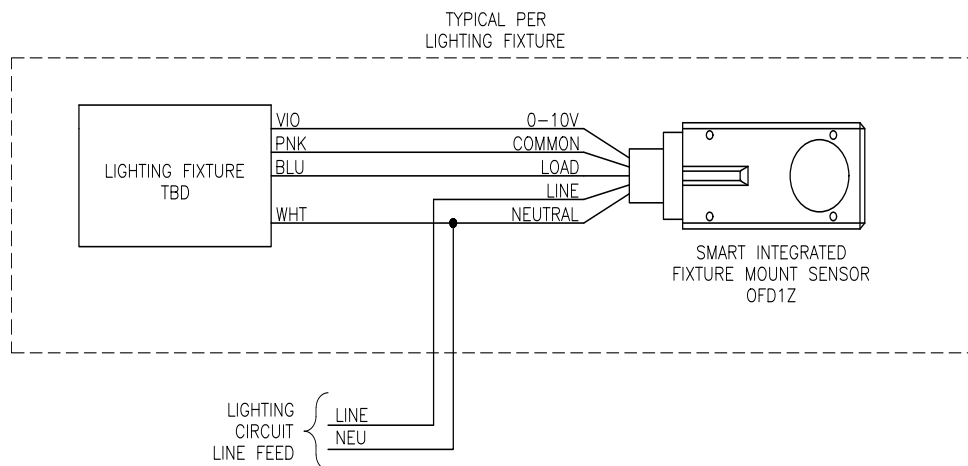 TYPICAL PER
LIGHTING FIXTURE
VIO
0-10V
PNK
COMMON
BLU
LOAD
LINE
WHT
NEUTRAL
LIGHTING FIXTURE
TBD
SMART INTEGRATED
FIXTURE MOUNT SENSOR
OFD1Z
LIGHTING
CIRCUIT
LINE FEED
LINE
NEU